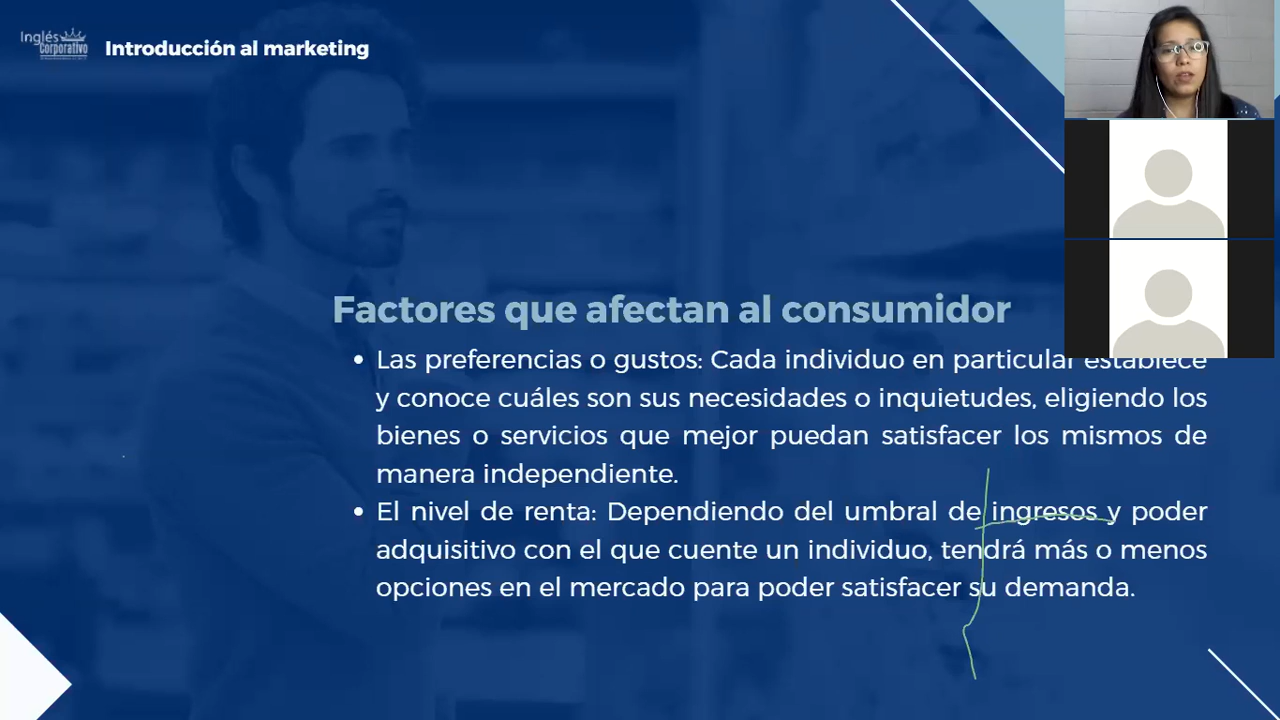 Inglés
Corporativo
Introducción al marketing
Factores que afectan al consumidor
• Las preferencias o gustos: Cada individuo en particular establece
y conoce cuáles son sus necesidades o inquietudes, eligiendo los
bienes o servicios que mejor puedan satisfacer los mismos de
manera independiente.
• El nivel de renta: Dependiendo del umbral de ingresos y poder
adquisitivo con el que cuente un individuo, tendrá más o menos
opciones en el mercado para poder satisfacer su demanda.